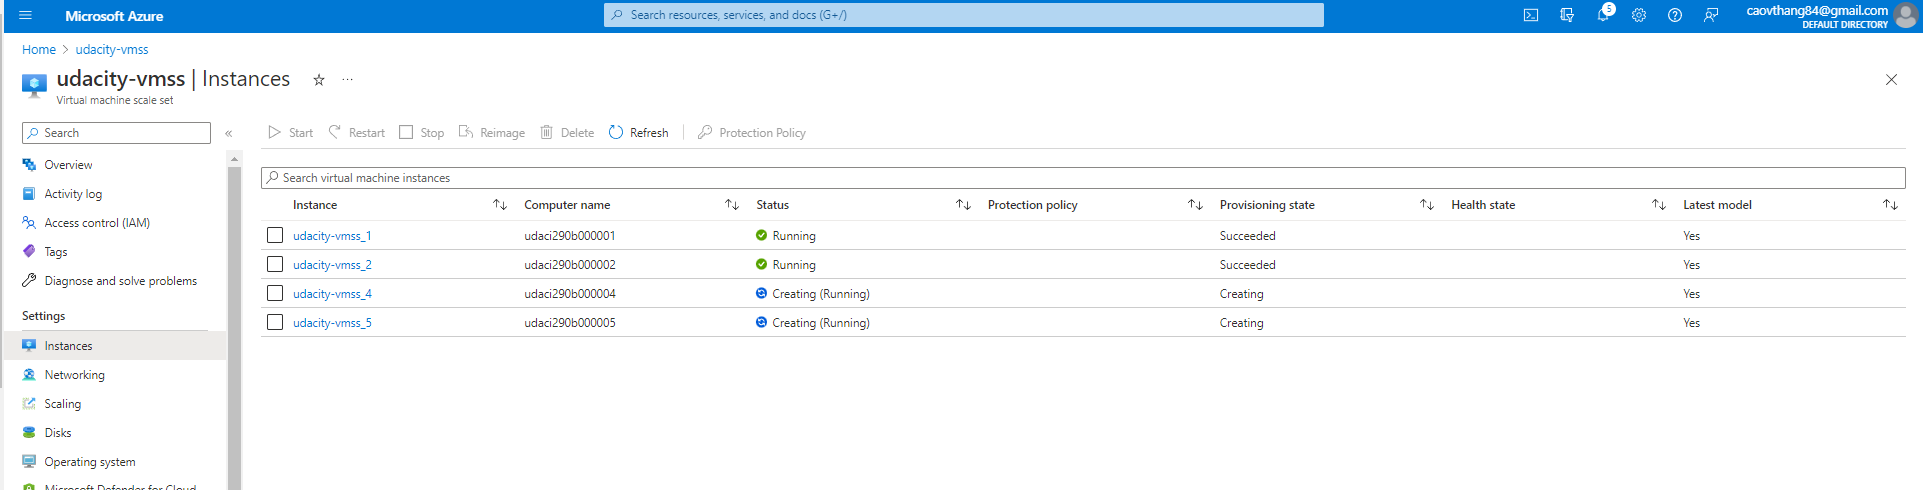 Microsoft Azure
Search resources, services, and docs (G+/)
5
caovthang84@gmail.com
DEFAULT DIRECTORY
Home > udacity-vmss
udacity-vmss | Instances
Virtual machine scale set
Search
«
Start Restart Stop Reimage Delete Refresh Protection Policy
Overview
Activity log
Access control (IAM)
Tags
Diagnose and solve problems
Settings
Instances
Networking
Scaling
Disks
Operating system
Microsoft Defender for Cloud
Search virtual machine instances
Instance Computer name Status Protection policy Provisioning state Health state Latest model
udacity-vmss_1 udaci290b000001 Running Succeeded Yes
udacity-vmss_2 udaci290b000002 Running Succeeded Yes
udacity-vmss_4 udaci290b000004 Creating (Running) Creating Yes
udacity-vmss_5 udaci290b000005 Creating (Running) Creating Yes